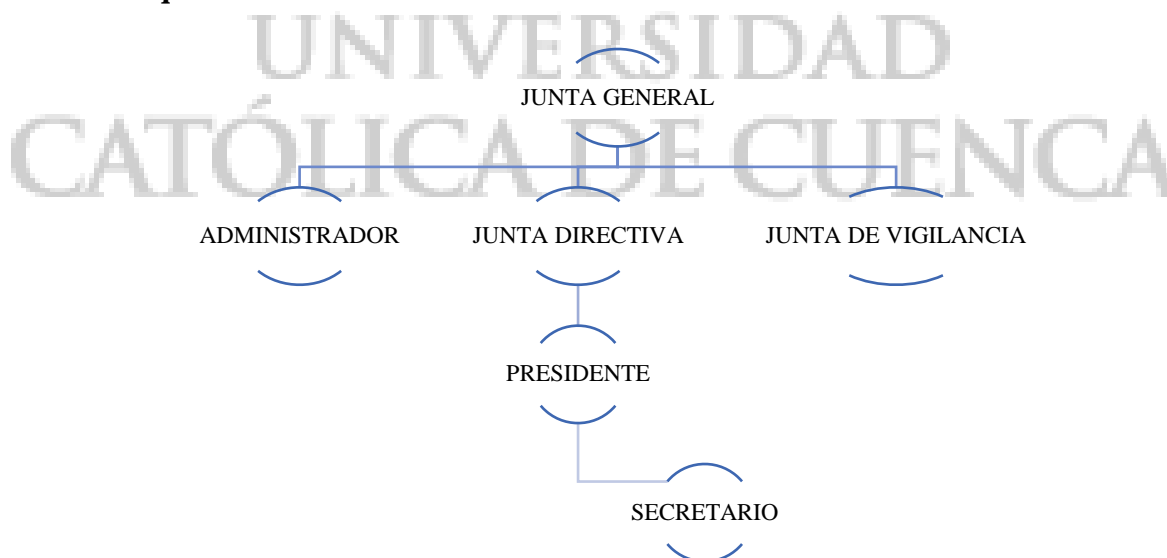 UNIVERSIDAD
JUNTA GENERAL
CATÓLICA DE CUENCA
ADMINISTRADOR JUNTA DIRECTIVA JUNTA DE VIGILANCIA
PRESIDENTE
SECRETARIO